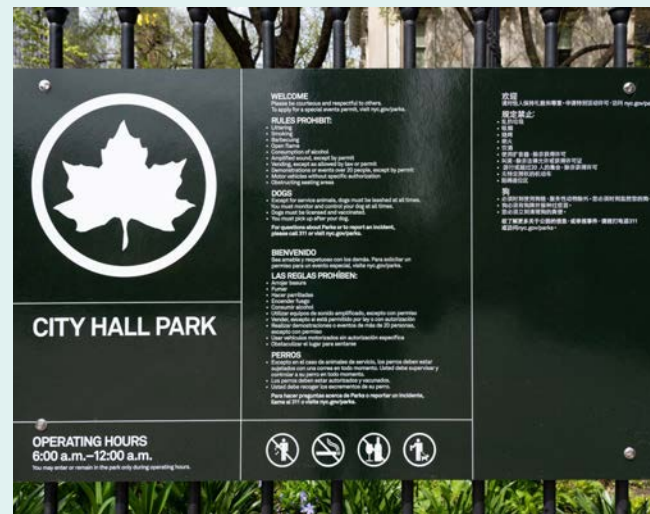 CITY HALL PARK
OPERATING HOURS
6:00 a.m.–12:00 a.m.
You may enter or remain in the park only during operating hours.
WELCOME
Please be courteous and respectful to others.
To apply for a special events permit, visit nyc.gov/parks.
RULES PROHIBIT:
• Littering
• Smoking
• Barbecuing
• Open flame
• Consumption of alcohol
• Amplified sound, except by permit
• Vending, except as allowed by law or permit
• Demonstrations or events over 20 people, except by permit
• Motor vehicles without specific authorization
• Obstructing seating areas
DOGS
• Except for service animals, dogs must be leashed at all times.
You must monitor and control your dog at all times.
• Dogs must be licensed and vaccinated.
• You must pick up after your dog.
For questions about Parks or to report an incident,
please call 311 or visit nyc.gov/parks.
BIENVENIDO
Sea amable y respetuoso con los demás. Para solicitar un
permiso para un evento especial, visite nyc.gov/parks.
LAS REGLAS PROHÍBEN:
• Arrojar basura
• Fumar
• Hacer parrilladas
• Encender fuego
• Consumir alcohol
• Utilizar equipos de sonido amplificado, excepto con permiso
• Vender, excepto si está permitido por ley o con autorización
• Realizar demostraciones o eventos de más de 20 personas,
excepto con permiso
• Usar vehículos motorizados sin autorización específica
• Obstaculizar el lugar para sentarse
PERROS
• Excepto en el caso de animales de servicio, los perros deben estar
sujetados con una correa en todo momento. Usted debe supervisar y
controlar a su perro en todo momento.
• Los perros deben estar autorizados y vacunados.
• Usted debe recoger los excrementos de su perro.
Para hacer preguntas acerca de Parks o reportar un incidente,
llame al 311 o visite nyc.gov/parks.
欢迎
规定禁止:
• 吸烟
• 烧烤
• 明火
狗